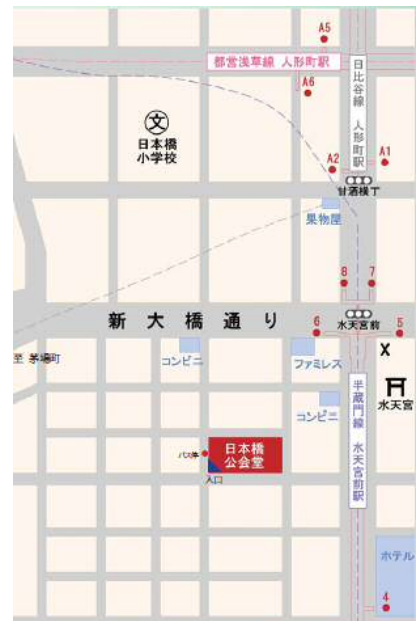 A5
都営浅草線 人形町駅
日比谷線 人形町駅
A6
文
日本橋
小学校
A2
A1
甘酒横丁
果物屋
8
7
新大橋通り
6
水天宮前
5
至 茅場町
コンビニ
ファミレス
X
水天宮
半蔵門線 水天宮前駅
コンビニ
バス停
日本橋
公会堂
入口
ホテル
4